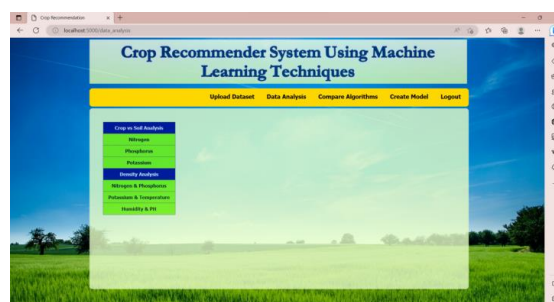 Crop Recommendation
localhost:5000/data_analysis
Crop Recommender System Using Machine
Learning Techniques
Upload Dataset Data Analysis Compare Algorithms Create Model Logout
Crop vs Soil Analysis
Nitrogen
Phosphorus
Potassium
Density Analysis
Nitrogen & Phosphorus
Potassium & Temperature
Humidity & PH